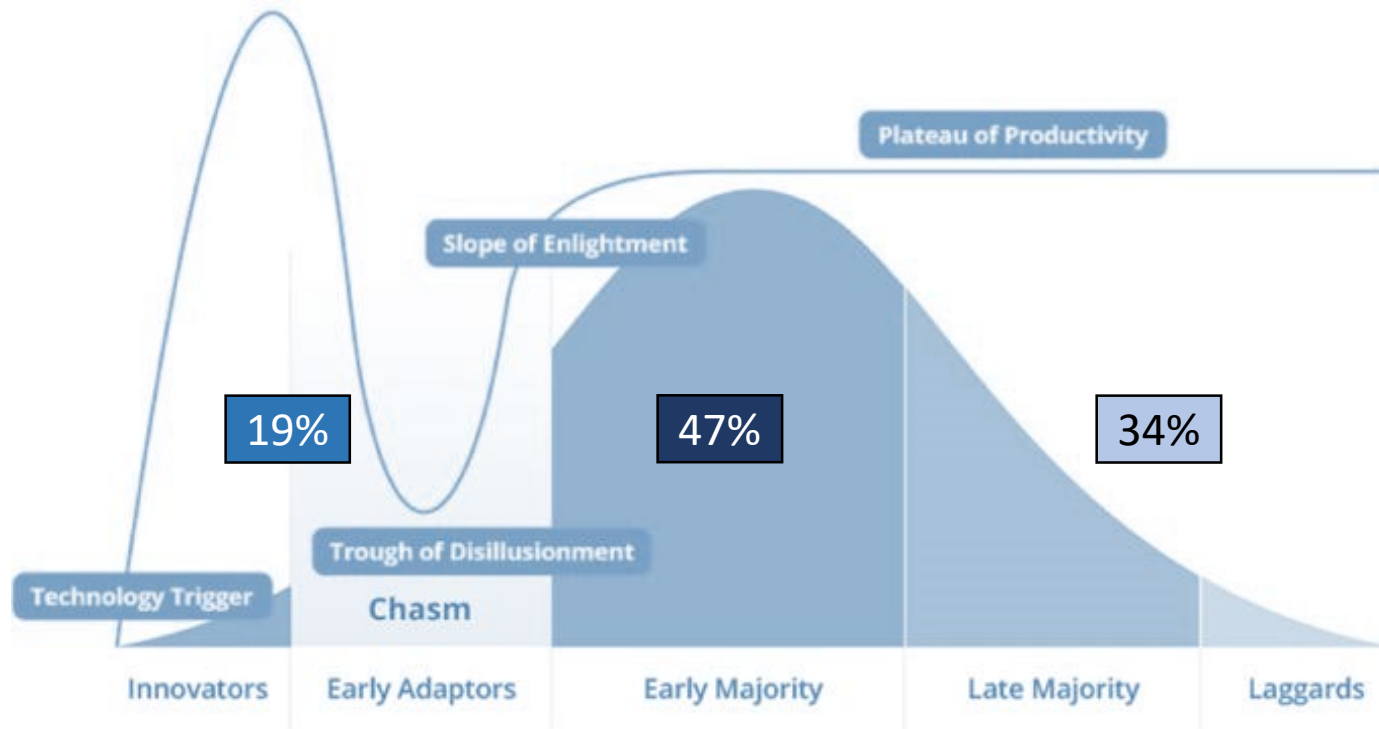 Plateau of Productivity
Slope of Enlightment
19%
47%
34%
Trough of Disillusionment
Technology Trigger
Chasm
Innovators
Early Adaptors
Early Majority
Late Majority
Laggards